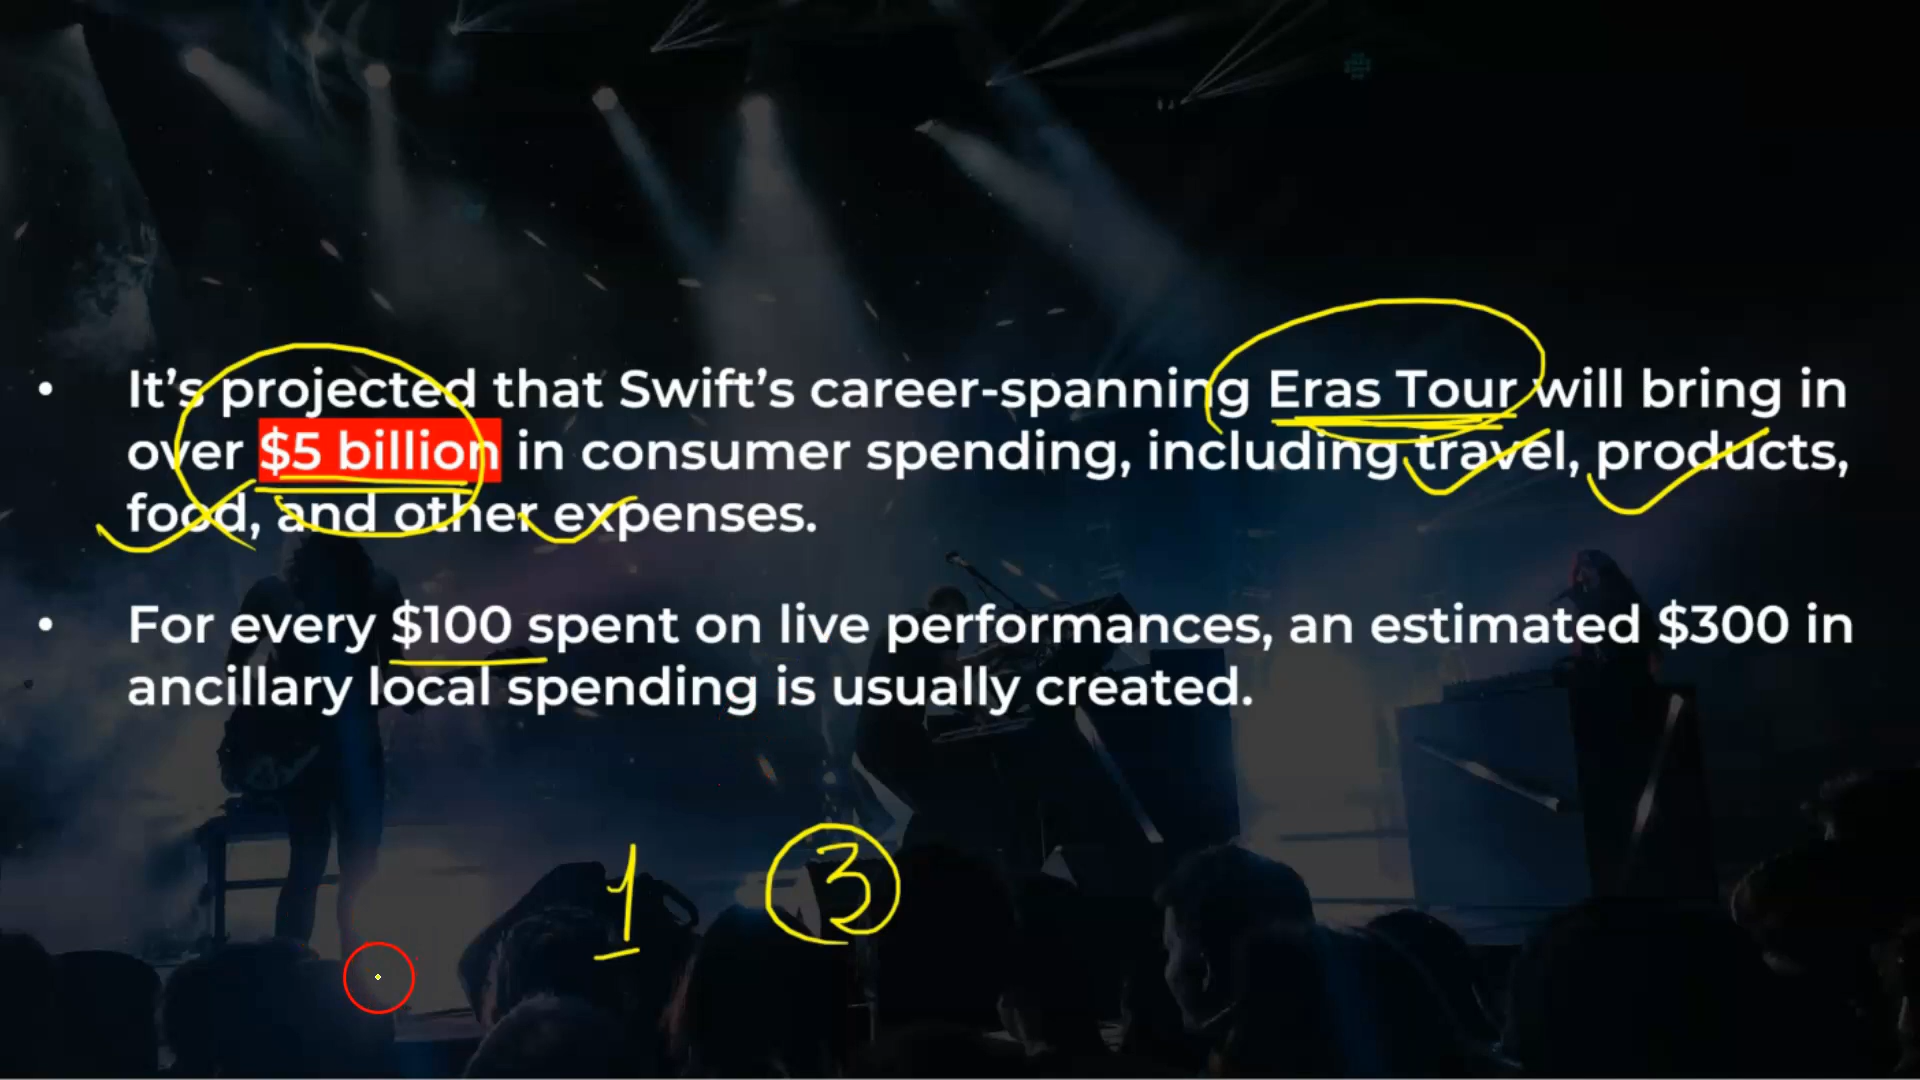 • It’s projected that Swift’s career-spanning Eras Tour will bring in
over $5 billion in consumer spending, including travel, products,
food, and other expenses.
• For every $100 spent on live performances, an estimated $300 in
ancillary local spending is usually created.
1 3